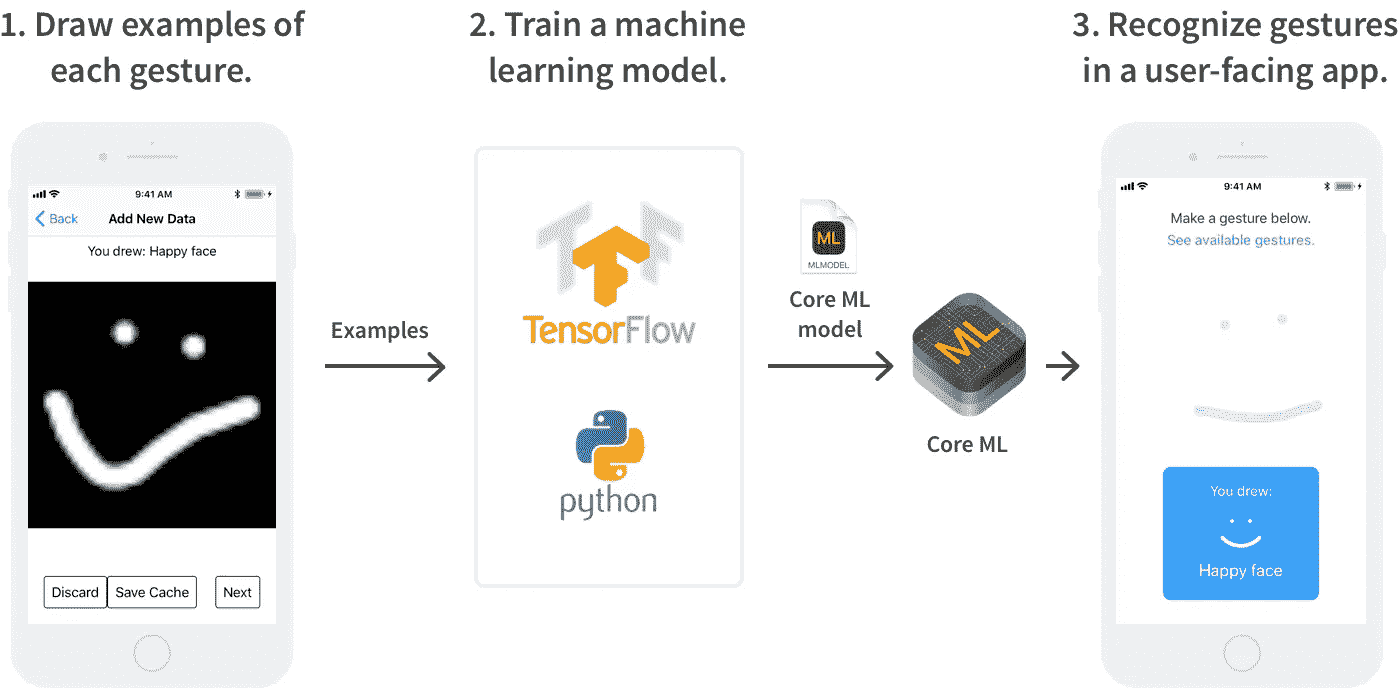 1. Draw examples of
each gesture.
2. Train a machine
learning model.
3. Recognize gestures
in a user-facing app.
9:41 AM
Back
Add New Data
You drew: Happy face
Discard
Save Cache
Next
Examples
TensorFlow
python
ML
MLMODEL
Core ML
model
ML
Core ML
9:41 AM
Make a gesture below.
See available gestures.
You drew:
Happy face